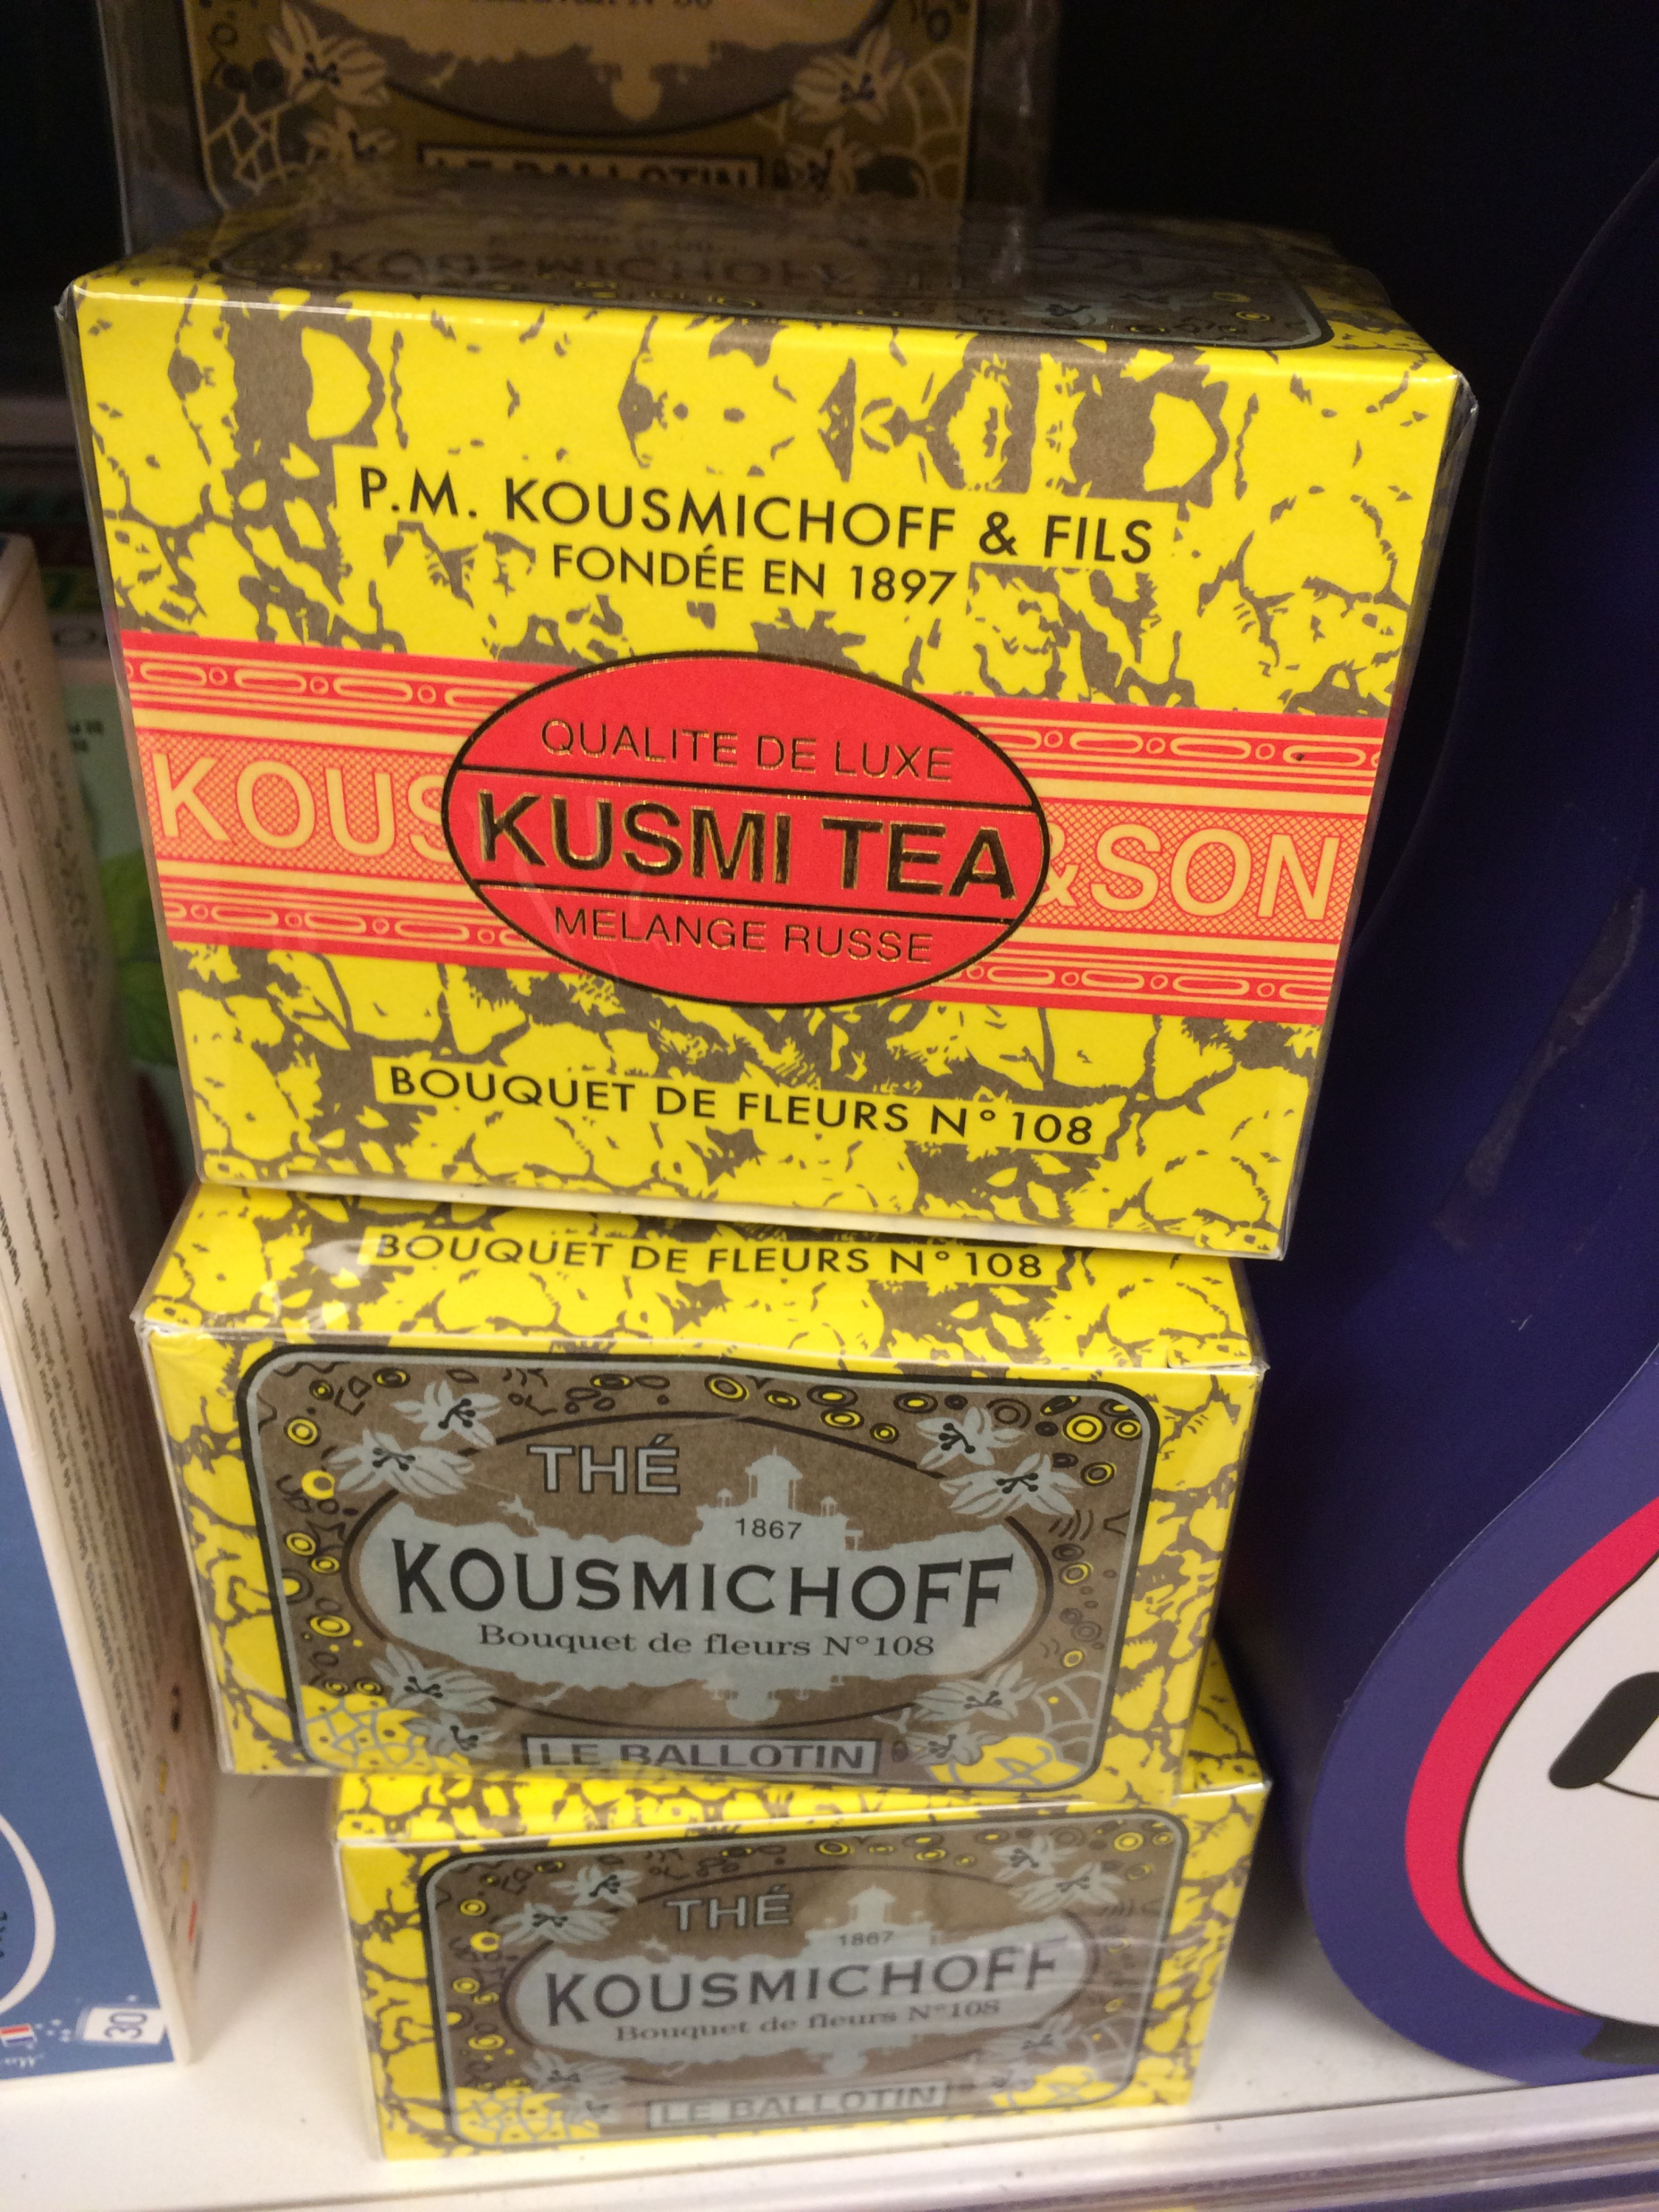 LE BALLOTIN
KOUSMICHOFF
P.M. KOUSMICHOFF & FILS
FONDÉE EN 1897
QUALITE DE LUXE
KOUS KUSMI TEA &SON
MELANGE RUSSE
BOUQUET DE FLEURS N° 108
BOUQUET DE FLEURS N° 108
THÉ
1867
KOUSMICHOFF
Bouquet de fleurs N°108
LE BALLOTIN
THÉ
1867
KOUSMICHOFF
Bouquet de fleurs N°108
LE BALLOTIN
30